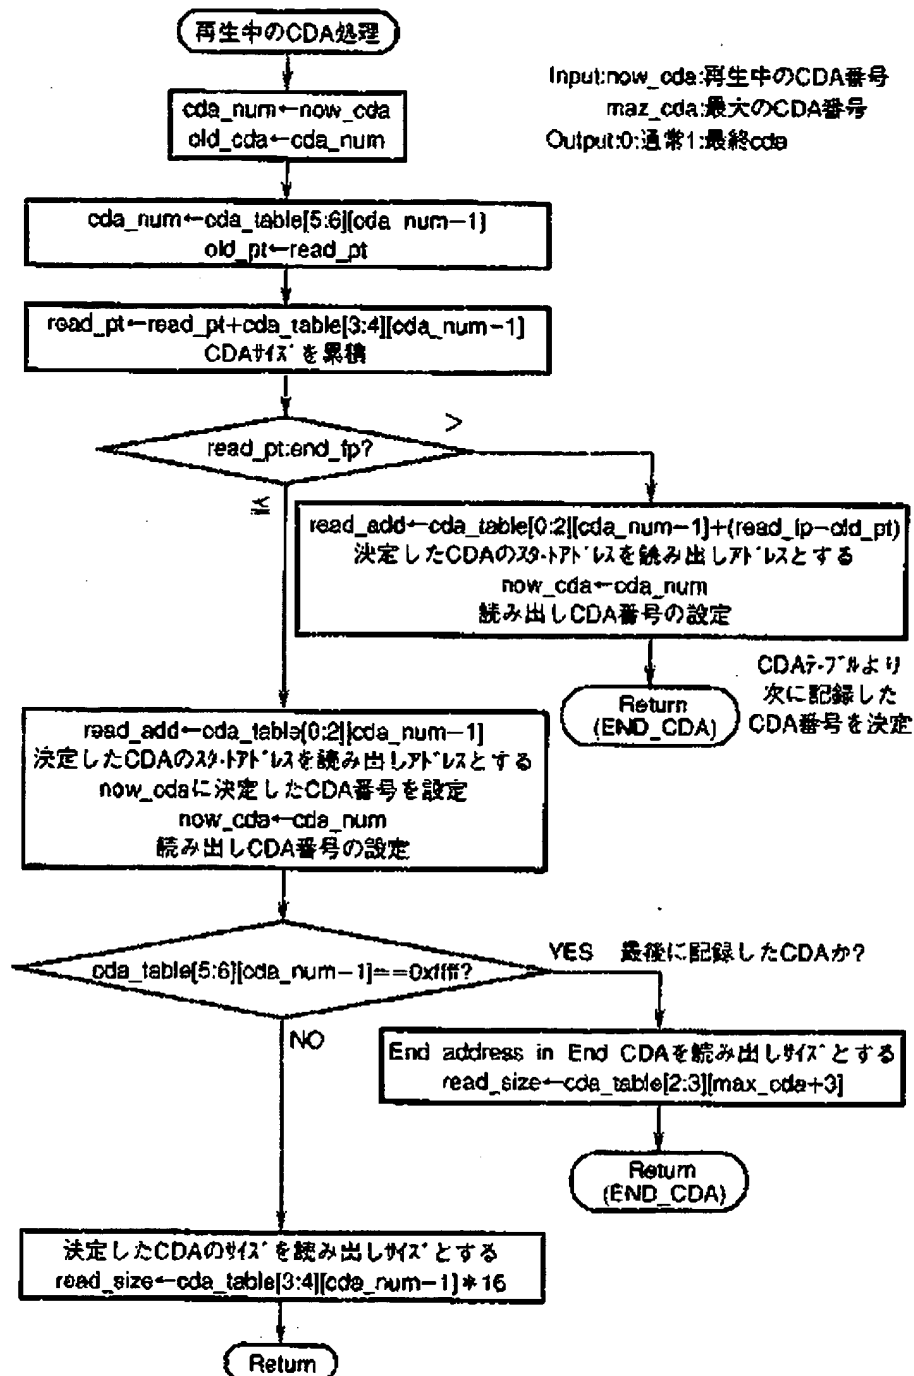 再生中のCDA処理
Input:now_cda:再生中のCDA番号
maz_cda:最大のCDA番号
Output:0:通常1:最終cda
cda_num←now_cda
old_cda←cda_num
cda_num←cda_table[5:6][cda_num-1]
old_pt←read_pt
read_pt←read_pt+cda_table[3:4][cda_num-1]
CDAサイズを累積
>
read_pt:end_fp?
≦
read_add←cda_table[0:2][cda_num-1]+(read_fp-old_pt)
決定したCDAのスタートアドレスを読み出しアドレスとする
now_cda←cda_num
読み出しCDA番号の設定
CDAテーブルより
次に記録した
CDA番号を決定
Return
(END_CDA)
read_add←cda_table[0:2][cda_num-1]
決定したCDAのスタートアドレスを読み出しアドレスとする
now_cdaに決定したCDA番号を設定
now_cda←cda_num
読み出しCDA番号の設定
cda_table[5:6][cda_num-1]==0xffff?
YES 最後に記録したCDAか?
NO
End address in End CDAを読み出しサイズとする
read_size←cda_table[2:3][max_cda+3]
Return
(END_CDA)
決定したCDAのサイズを読み出しサイズとする
read_size←cda_table[3:4][cda_num-1]*16
Return